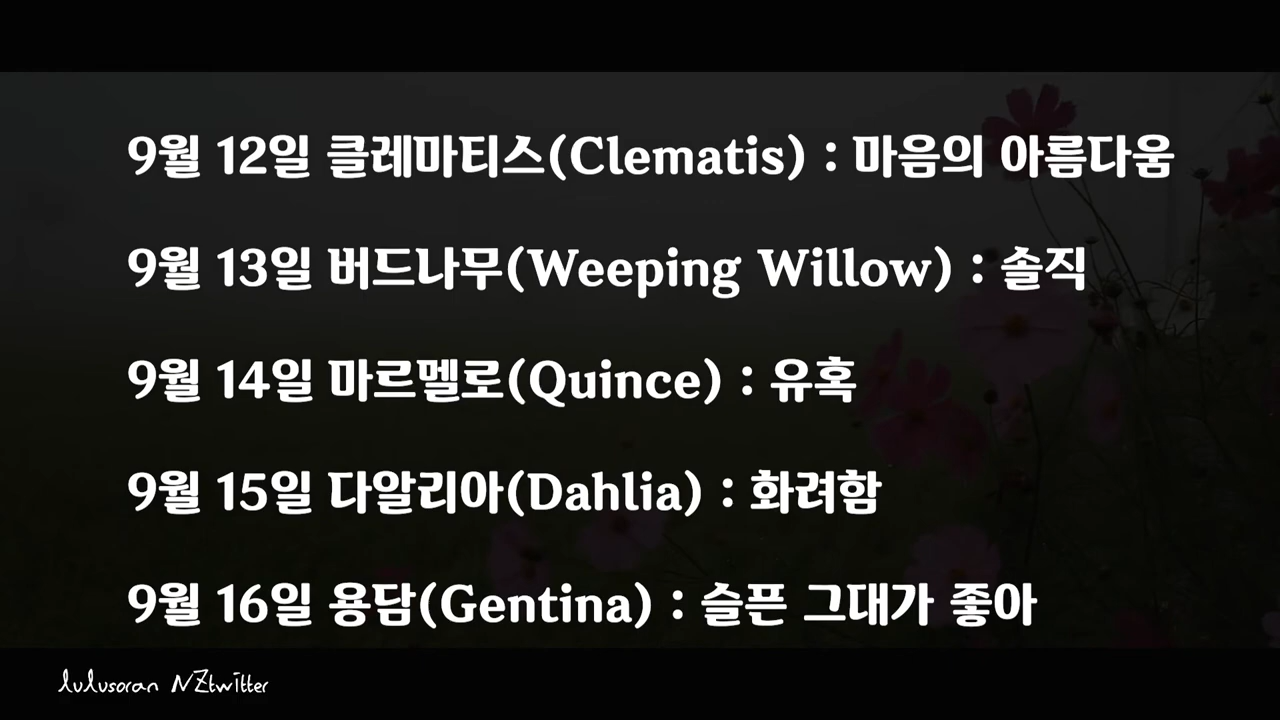 9월 12일 클레마티스(Clematis) : 마음의 아름다움
9월 13일 버드나무(Weeping Willow) : 솔직
9월 14일 마르멜로(Quince) : 유혹
9월 15일 다알리아(Dahlia) : 화려함
9월 16일 용담(Gentina) : 슬픈 그대가 좋아
lulusoran NZtwitter